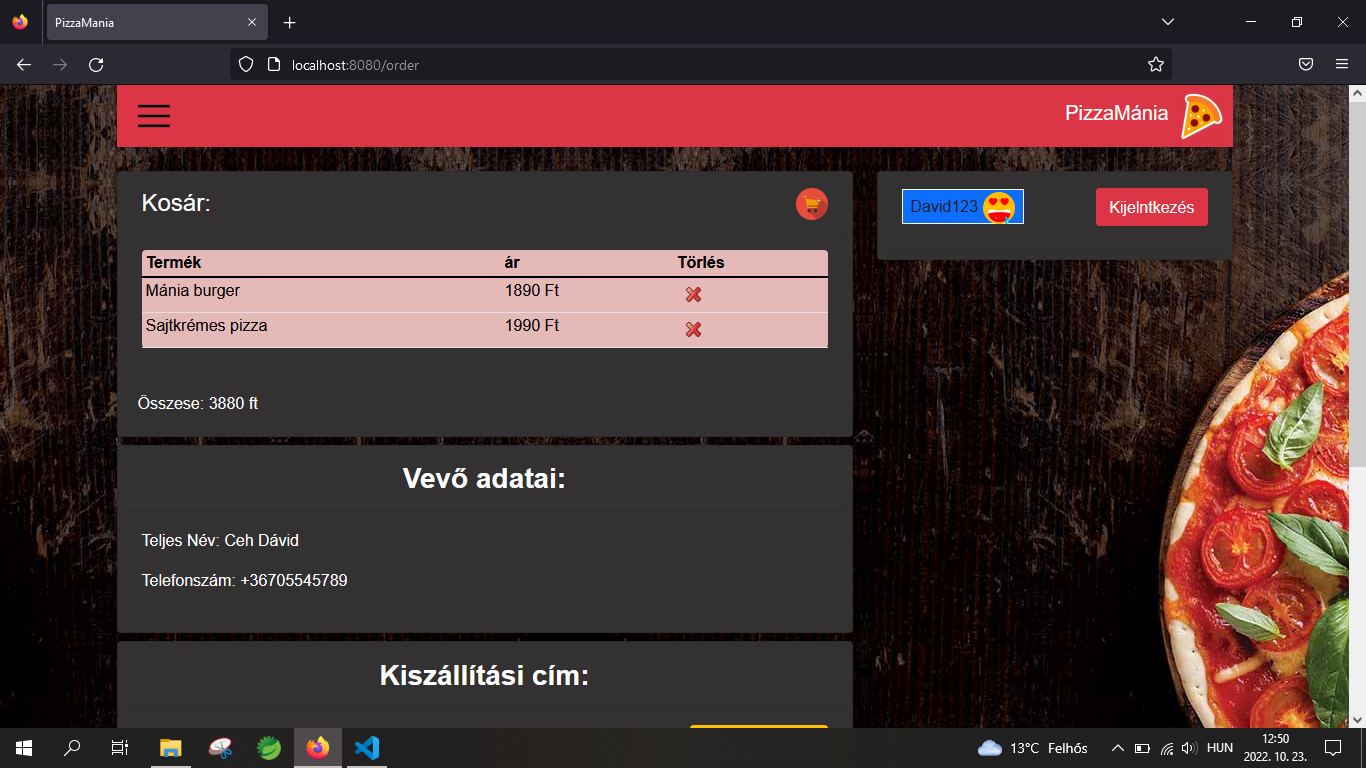 PizzaMania
localhost:8080/order
PizzaMánia
Kosár:
Termék ár Törlés
Mánia burger 1890 Ft
Sajtkrémes pizza 1990 Ft
Összese: 3880 ft
David123
Kijelntkezés
Vevő adatai:
Teljes Név: Ceh Dávid
Telefonszám: +36705545789
Kiszállítási cím:
13°C Felhős
HUN
12:50
2022. 10. 23.